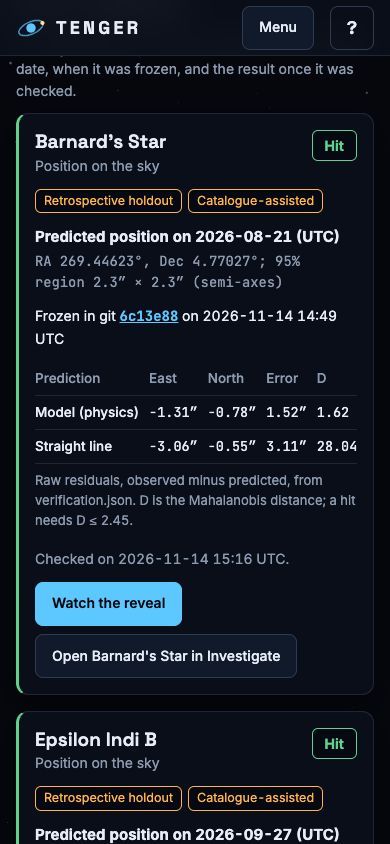 TENGER
Menu
?
date, when it was frozen, and the result once it was
checked.
Barnard's Star
Hit
Position on the sky
Retrospective holdout
Catalogue-assisted
Predicted position on 2026-08-21 (UTC)
RA 269.44623°, Dec 4.77027°; 95%
region 2.3″ × 2.3″ (semi-axes)
Frozen in git 6c13e88 on 2026-11-14 14:49
UTC
Prediction East North Error D
Model (physics) -1.31″ -0.78″ 1.52″ 1.62
Straight line -3.06″ -0.55″ 3.11″ 28.04
Raw residuals, observed minus predicted, from
verification.json. D is the Mahalanobis distance; a hit
needs D ≤ 2.45.
Checked on 2026-11-14 15:16 UTC.
Watch the reveal
Open Barnard's Star in Investigate
Epsilon Indi B
Hit
Position on the sky
Retrospective holdout
Catalogue-assisted
Predicted position on 2026-09-27 (UTC)